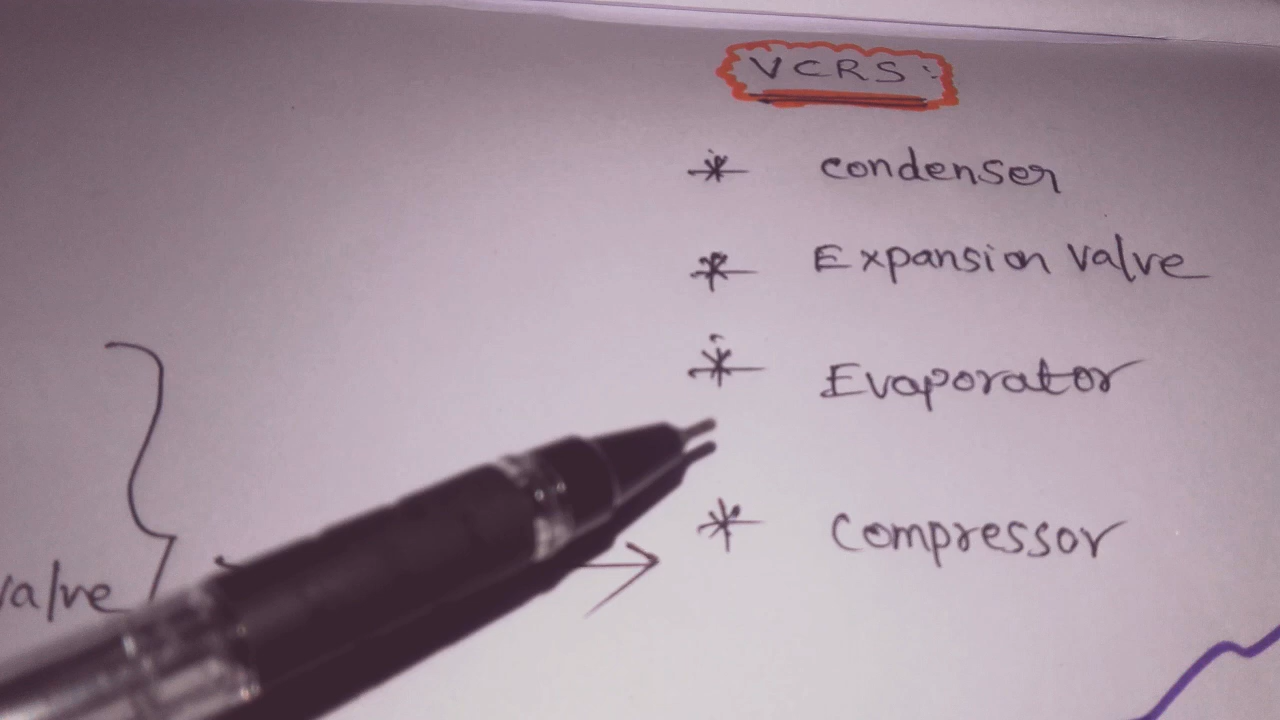 VCRS:
* Condenser
* Expansion valve
* Evaporator
* Compressor
valve